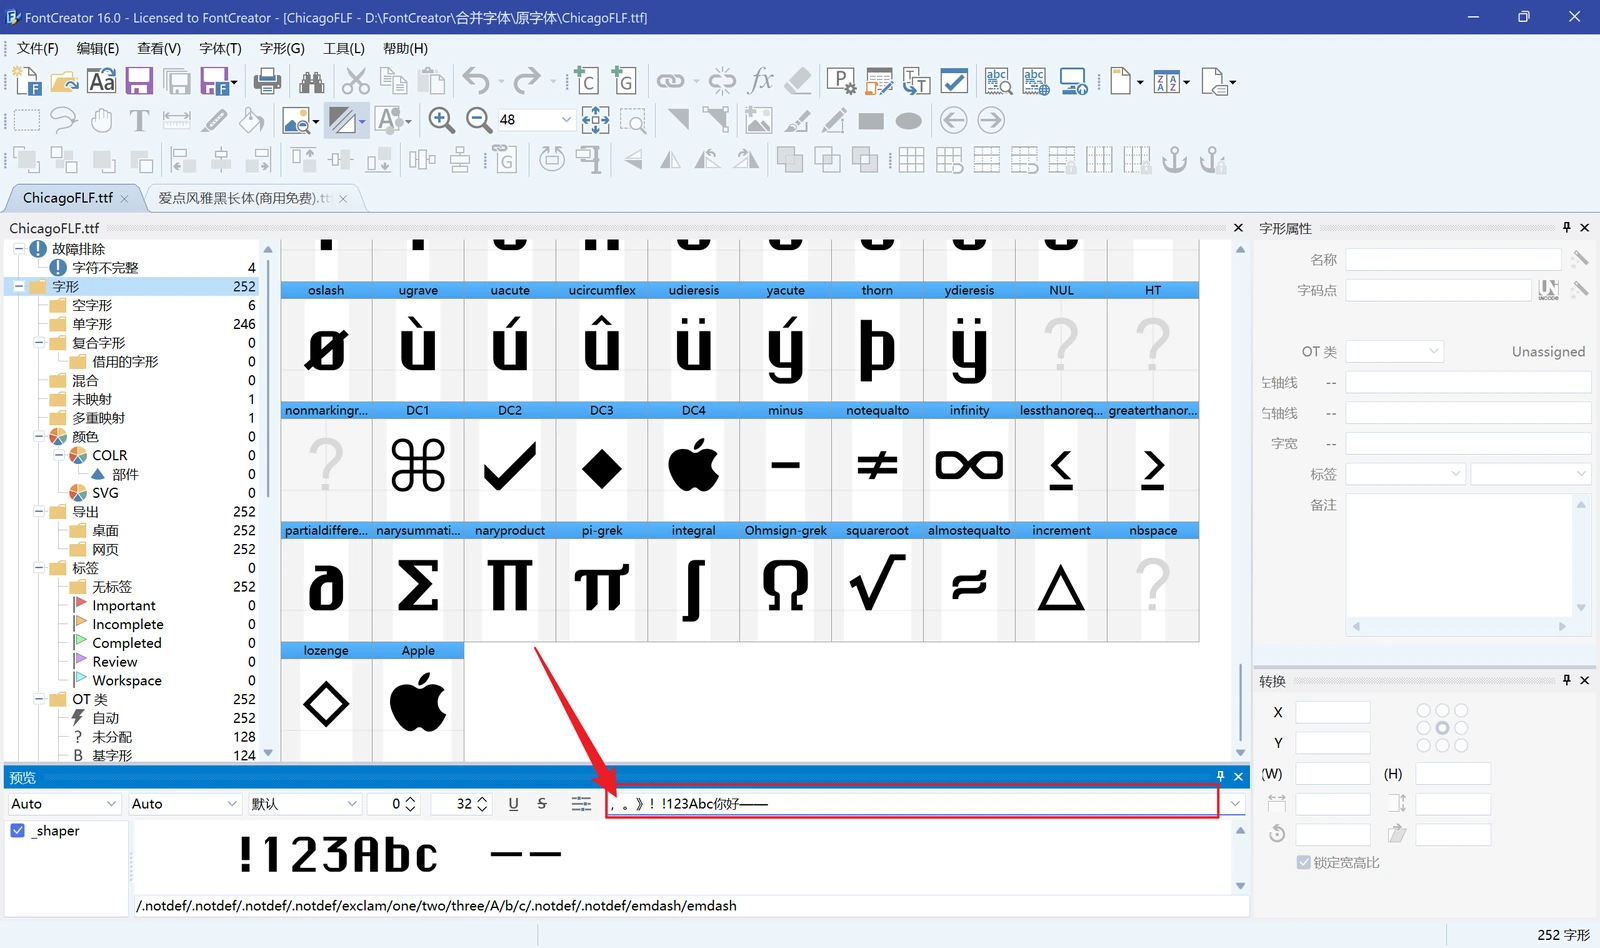 FontCreator 16.0 - Licensed to FontCreator - [ChicagoFLF - D:\FontCreator\合并字体\原字体\ChicagoFLF.ttf]
文件(F) 编辑(E) 查看(V) 字体(T) 字形(G) 工具(L) 帮助(H)
48
ChicagoFLF.ttf 爱点风雅黑长体(商用免费).ttf
ChicagoFLF.ttf
故障排除
字符不完整 4
字形 252
空字形 6
单字形 246
复合字形 0
借用的字形 0
混合 0
未映射 1
多重映射 1
颜色 0
COLR 0
部件 0
SVG 0
导出 252
桌面 252
网页 252
标签 0
无标签 252
Important 0
Incomplete 0
Completed 0
Review 0
Workspace 0
OT 类 252
自动 252
未分配 128
基字形 124
oslash ugrave uacute ucircumflex udieresis yacute thorn ydieresis NUL HT
ø ù ú û ü ý þ ÿ ? ?
nonmarkingr... DC1 DC2 DC3 DC4 minus notequalto infinity lessthanoreq... greaterthanor...
? ⌘ ✓ ◆  − ≠ ∞ ≤ ≥
partialdiffere... narysummati... naryproduct pi-grek integral Ohmsign-grek squareroot almostequalto increment nbspace
∂ ∑ ∏ π ∫ Ω √ ≈ ∆ ?
lozenge Apple
◊ 
字形属性
名称
字码点
OT 类 Unassigned
左轴线 --
右轴线 --
字宽 --
标签
备注
转换
X
Y
(W) (H)
锁定宽高比
预览
Auto Auto 默认 0 32 U S ，。》！!123Abc你好——
_shaper
!123Abc ——
/.notdef/.notdef/.notdef/.notdef/exclam/one/two/three/A/b/c/.notdef/.notdef/emdash/emdash
252 字形